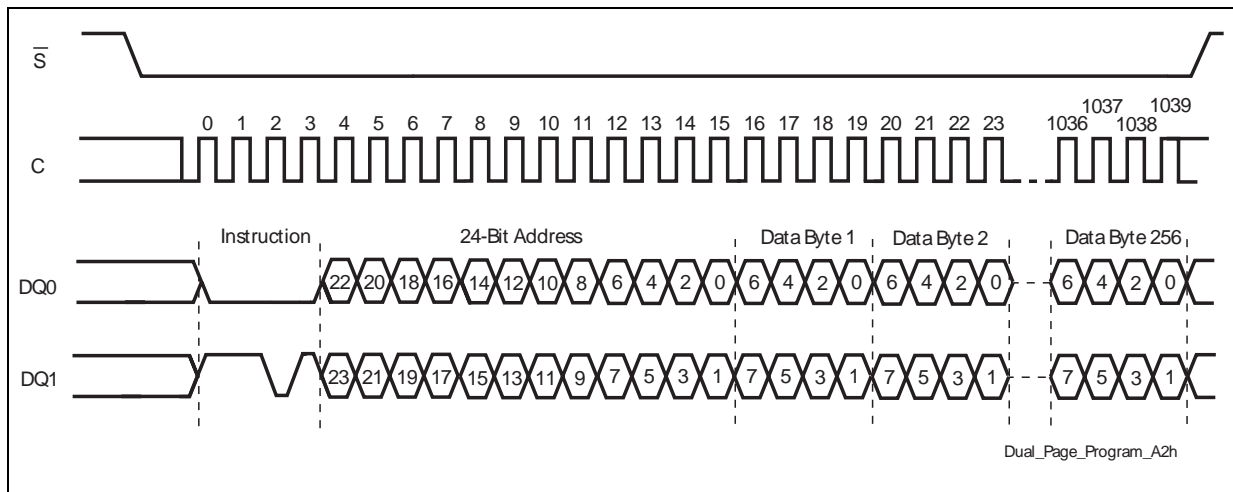 S
1037 1039
0 1 2 3 4 5 6 7 8 9 10 11 12 13 14 15 16 17 18 19 20 21 22 23 1036 1038
C
Instruction 24-Bit Address Data Byte 1 Data Byte 2 Data Byte 256
DQ0 22 20 18 16 14 12 10 8 6 4 2 0 6 4 2 0 6 4 2 0 6 4 2 0
DQ1 23 21 19 17 15 13 11 9 7 5 3 1 7 5 3 1 7 5 3 1 7 5 3 1
Dual_Page_Program_A2h